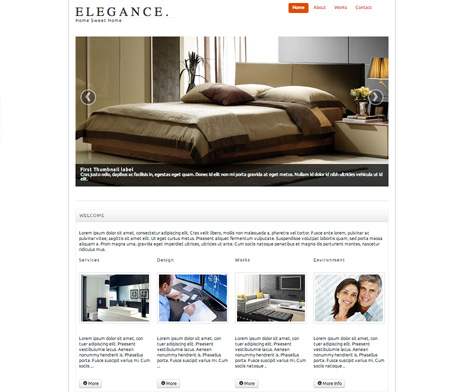 ELEGANCE.
Home Sweet Home
Home About Works Contact
First Thumbnail label
Cras justo odio, dapibus ac facilisis in, egestas eget quam. Donec id elit non mi porta gravida at eget metus. Nullam id dolor id nibh ultricies vehicula ut id
elit.
WELCOME
Lorem ipsum dolor sit amet, consectetur adipiscing elit. Cras velit libero, mollis no malesuada a, pharetra vel tortor. Fusce ante lorem, pulvinar ac
pulvinar vitae, sagittis sit amet elit. Ut eget cursus metus. Praesent aliquet fermentum vulputate. Suspendisse volutpat lobortis quam, sed porta massa
aliquam a. Proin magna urna, gravida eget imperdiet ultricies, ultricies ut ante. Cum sociis natoque penatibus et magnis dis parturient montes, nascetur
ridiculus mus.
Services Design Works Environment
Lorem ipsum dolor sit amet, con
tuer adipiscing elit. Praesent
vestibulum lacus. Aenean
nonummy hendrerit is. Phasellus
porta. Fusce suscipit mi. Cum
sociis ...
More
Lorem ipsum dolor sit amet, con
tuer adipiscing elit. Praesent
vestibulume lacus. Aenean
nonummy hendrerit is. Phasellus
porta. Fusce suscipit mi. Cum
sociis natoque ...
More
Lorem ipsum dolor sit amet, con
tuer adipiscing elit. Praesent
vestibulume lacus. Aenean
nonummy hendrerit is. Phasellus
porta. Fusce suscipit mi. Cum
sociis natoque ...
More
Lorem ipsum dolor sit amet, con
tuer adipiscing elit. Praesent
vestibulume lacus. Aenean
nonummy hendrerit is. Phasellus
porta. Fusce suscipit mi. Cum
sociis natoque ...
More info